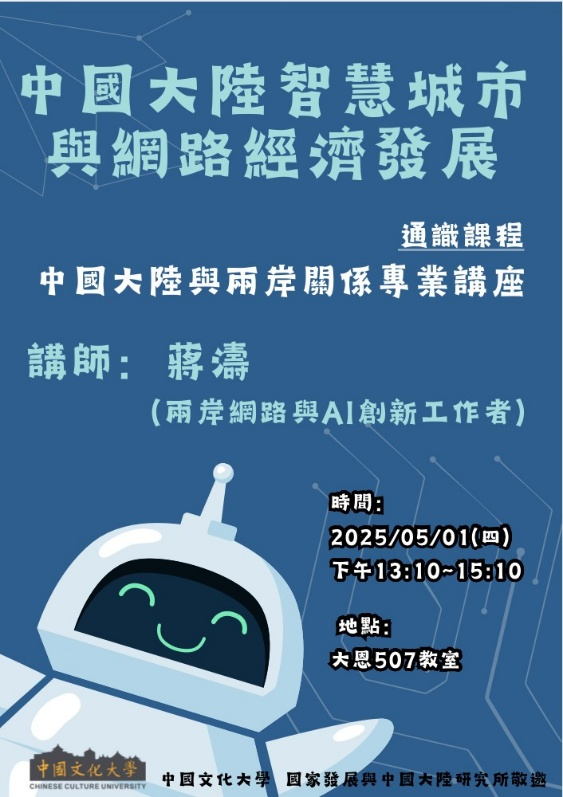 中國大陸智慧城市
與網路經濟發展
通識課程
中國大陸與兩岸關係專業講座
講師： 蔣濤
(兩岸網路與AI創新工作者)
時間:
2025/05/01(四)
下午13:10~15:10
地點:
大恩507教室
中國文化大學
CHINESE CULTURE UNIVERSITY
中國文化大學 國家發展與中國大陸研究所敬邀